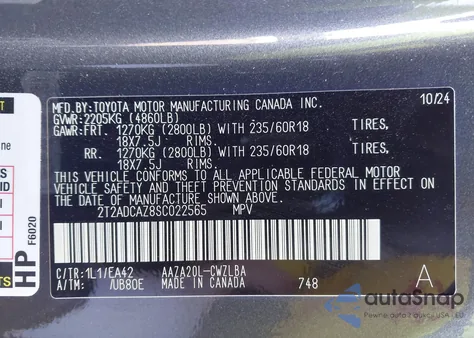 MFD.BY:TOYOTA MOTOR MANUFACTURING CANADA INC. 10/24
GVWR:2205KG (4860LB)
GAWR:FRT. 1270KG (2800LB) WITH 235/60R18 TIRES,
18X7.5J RIMS.
RR. 1270KG (2800LB) WITH 235/60R18 TIRES,
18X7.5J RIMS.
THIS VEHICLE CONFORMS TO ALL APPLICABLE FEDERAL MOTOR
VEHICLE SAFETY AND THEFT PREVENTION STANDARDS IN EFFECT ON
THE DATE OF MANUFACTURE SHOWN ABOVE.
2T2ADCAZ8SC022565 MPV
C/TR:1L1/EA42 AAZA20L-CWZLBA
A/TM: /UB80E MADE IN CANADA 748 A
HP
F6D20
autoSnap